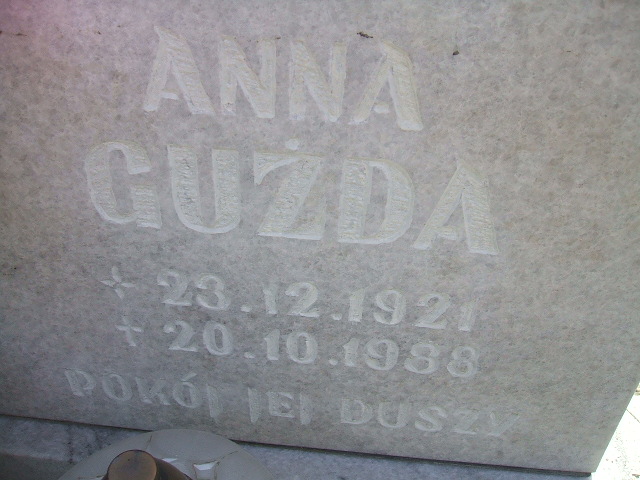 ANNA
GUŻDA
+ 23.12.1921
+ 20.10.1988
POKÓJ JEJ DUSZY